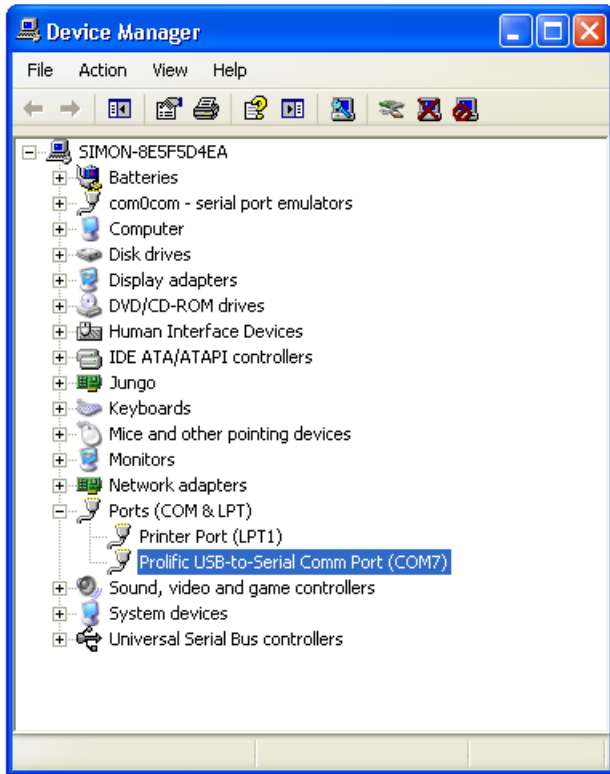 Device Manager
File Action View Help
SIMON-8E5F5D4EA
Batteries
com0com - serial port emulators
Computer
Disk drives
Display adapters
DVD/CD-ROM drives
Human Interface Devices
IDE ATA/ATAPI controllers
Jungo
Keyboards
Mice and other pointing devices
Monitors
Network adapters
Ports (COM & LPT)
Printer Port (LPT1)
Prolific USB-to-Serial Comm Port (COM7)
Sound, video and game controllers
System devices
Universal Serial Bus controllers